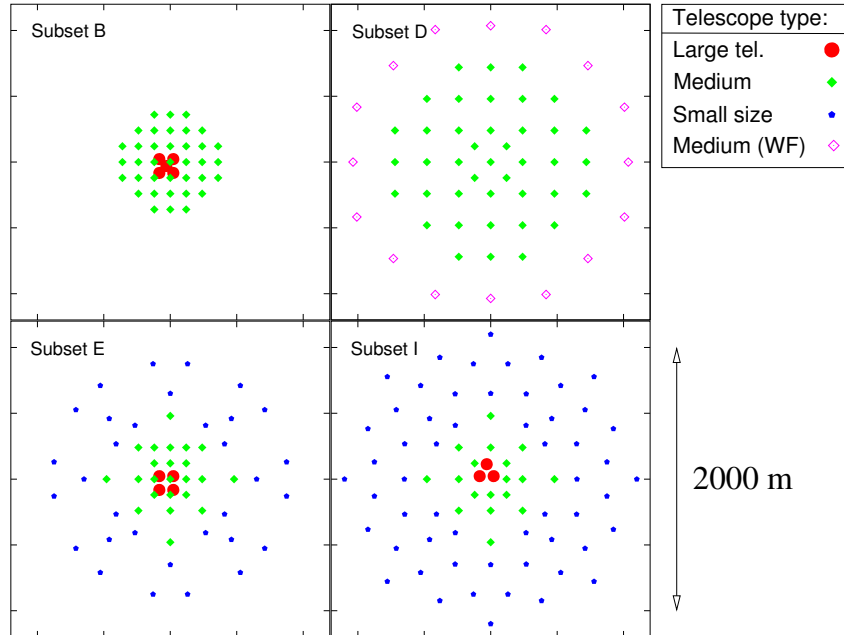 Subset B
Subset D
Telescope type:
Large tel.
Medium
Small size
Medium (WF)
Subset E
Subset I
2000 m